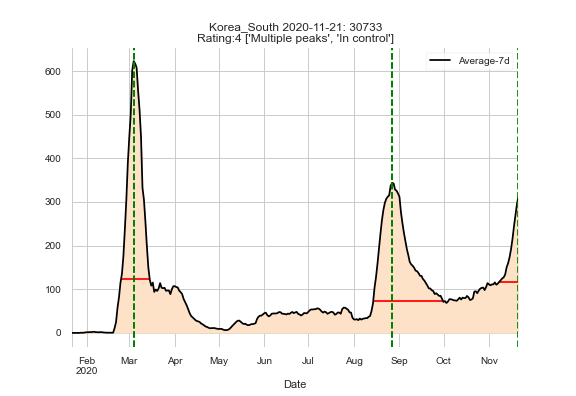 Korea_South 2020-11-21: 30733
Rating:4 ['Multiple peaks', 'In control']
Average-7d
600
500
400
300
200
100
0
Feb Mar Apr May Jun Jul Aug Sep Oct Nov
2020
Date